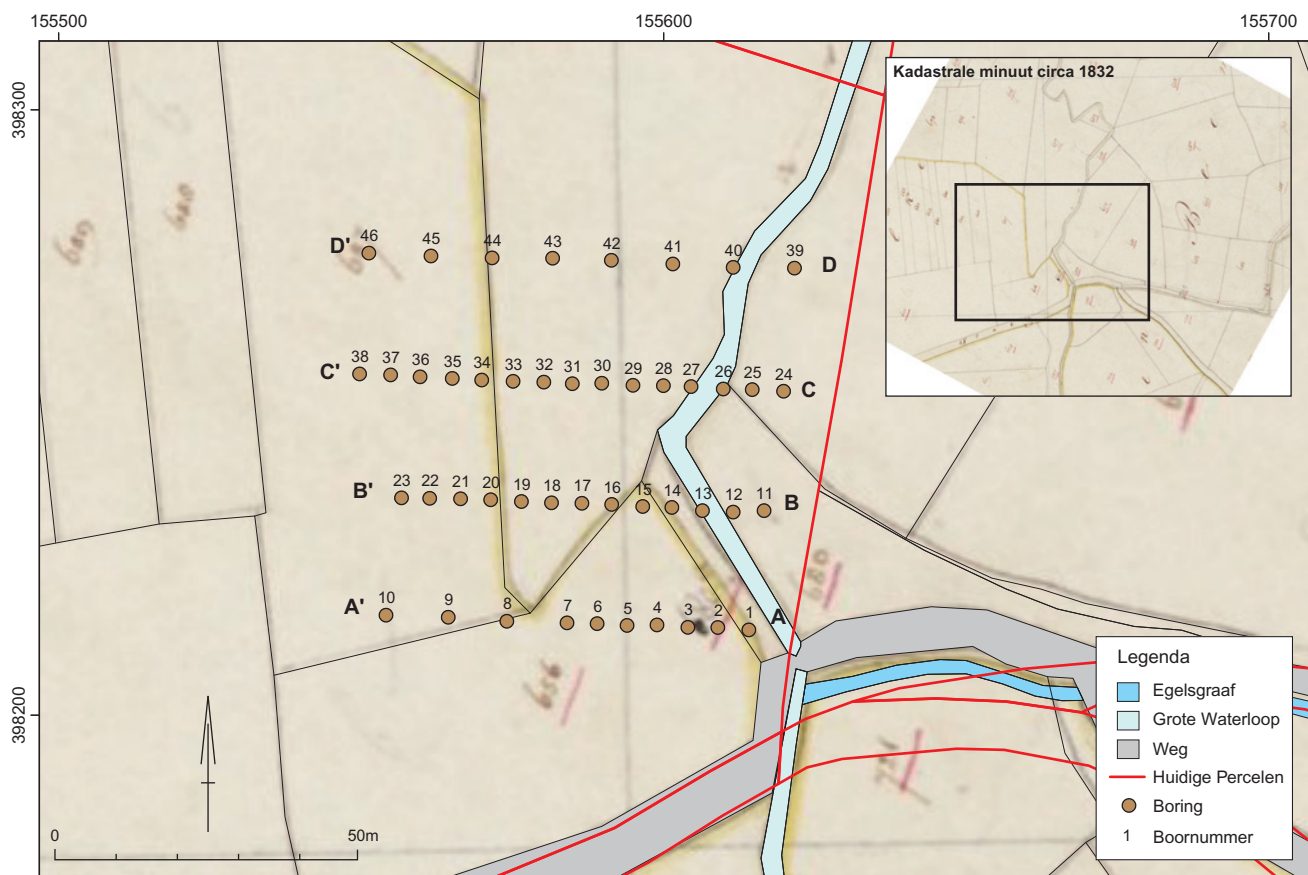 155500 155600 155700
398300
398200
Kadastrale minuut circa 1832
D' 46 45 44 43 42 41 40 39 D
C' 38 37 36 35 34 33 32 31 30 29 28 27 26 25 24 C
B' 23 22 21 20 19 18 17 16 15 14 13 12 11 B
A' 10 9 8 7 6 5 4 3 2 1 A
656
0 50m
Legenda
Egelsgraaf
Grote Waterloop
Weg
Huidige Percelen
Boring
1 Boornummer